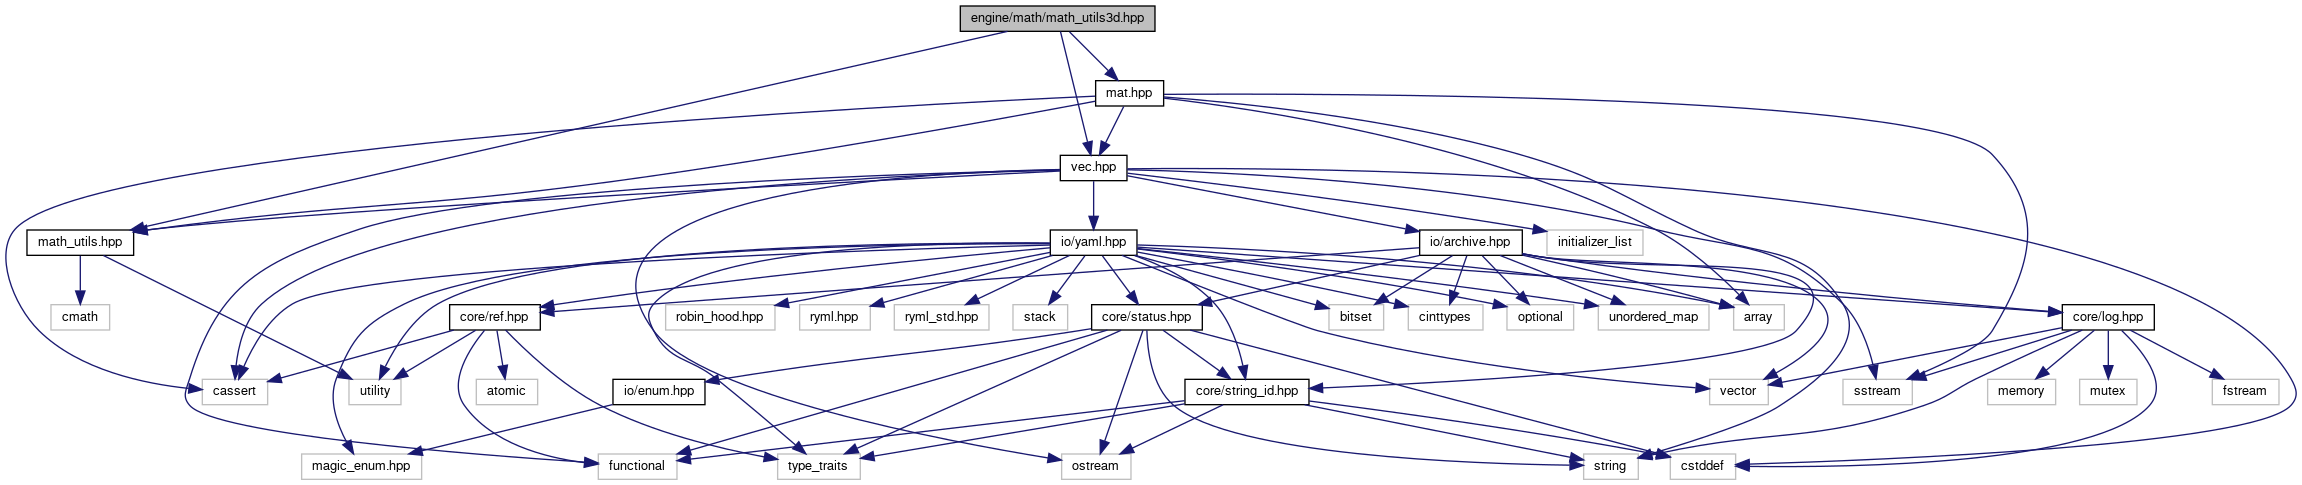 engine/math/math_utils3d.hpp
mat.hpp
vec.hpp
math_utils.hpp
io/yaml.hpp
io/archive.hpp
initializer_list
cmath
core/ref.hpp
robin_hood.hpp
ryml.hpp
ryml_std.hpp
stack
core/status.hpp
bitset
cinttypes
optional
unordered_map
array
core/log.hpp
cassert
utility
atomic
io/enum.hpp
core/string_id.hpp
vector
sstream
memory
mutex
fstream
magic_enum.hpp
functional
type_traits
ostream
string
cstddef